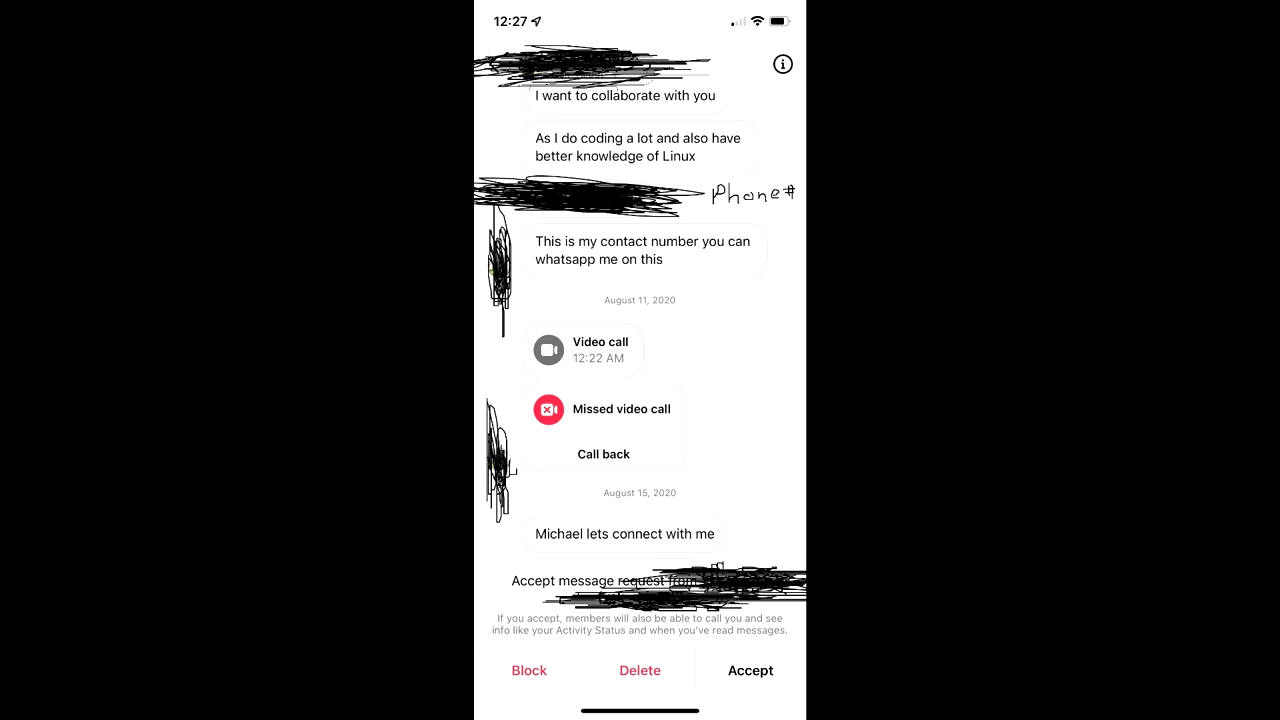 12:27
I want to collaborate with you
As I do coding a lot and also have
better knowledge of Linux
Phone#
This is my contact number you can
whatsapp me on this
August 11, 2020
Video call
12:22 AM
Missed video call
Call back
August 15, 2020
Michael lets connect with me
Accept message request from
If you accept, members will also be able to call you and see
info like your Activity Status and when you've read messages.
Block
Delete
Accept